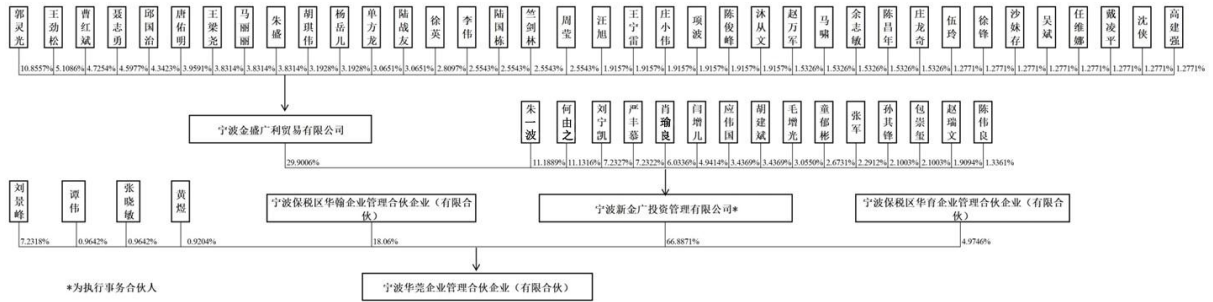 郭灵光 王劲松 曹红斌 聂志勇 邱国治 唐佑明 王梁尧 马丽丽 朱盛 胡琪伟 杨岳儿 单方龙 陆战友 徐英 李伟 陆国栋 竺剑林 周莹 汪旭 王宁雷 庄小伟 项波 陈俊峰 沐从文 赵万军 马啸 余志敏 陈昌年 庄龙奇 伍玲 徐锋 沙妹存 吴斌 任维娜 戴凌平 沈侠 高建强
10.8557% 5.1086% 4.7254% 4.5977% 4.3423% 3.9591% 3.8314% 3.8314% 3.8314% 3.1928% 3.1928% 3.0651% 3.0651% 2.8097% 2.5543% 2.5543% 2.5543% 2.5543% 1.9157% 1.9157% 1.9157% 1.9157% 1.9157% 1.9157% 1.5326% 1.5326% 1.5326% 1.5326% 1.5326% 1.2771% 1.2771% 1.2771% 1.2771% 1.2771% 1.2771% 1.2771% 1.2771%
宁波金盛广利贸易有限公司
朱一波 何由之 刘宁凯 严丰慕 肖瑜良 闫增儿 应伟国 胡建斌 毛增光 童郁彬 张军 孙其锋 包崇玺 赵瑞文 陈伟良
29.9006% 11.1889% 11.1316% 7.2327% 7.2322% 6.0336% 4.9414% 3.4369% 3.4369% 3.0550% 2.6731% 2.2912% 2.1003% 2.1003% 1.9094% 1.3361%
刘景峰 谭伟 张晓敏 黄煜
宁波保税区华翰企业管理合伙企业（有限合
伙）
宁波新金广投资管理有限公司*
宁波保税区华育企业管理合伙企业（有限合
伙）
7.2318% 0.9642% 0.9642% 0.9204% 18.06% 66.8871% 4.9746%
宁波华莞企业管理合伙企业（有限合伙）
*为执行事务合伙人